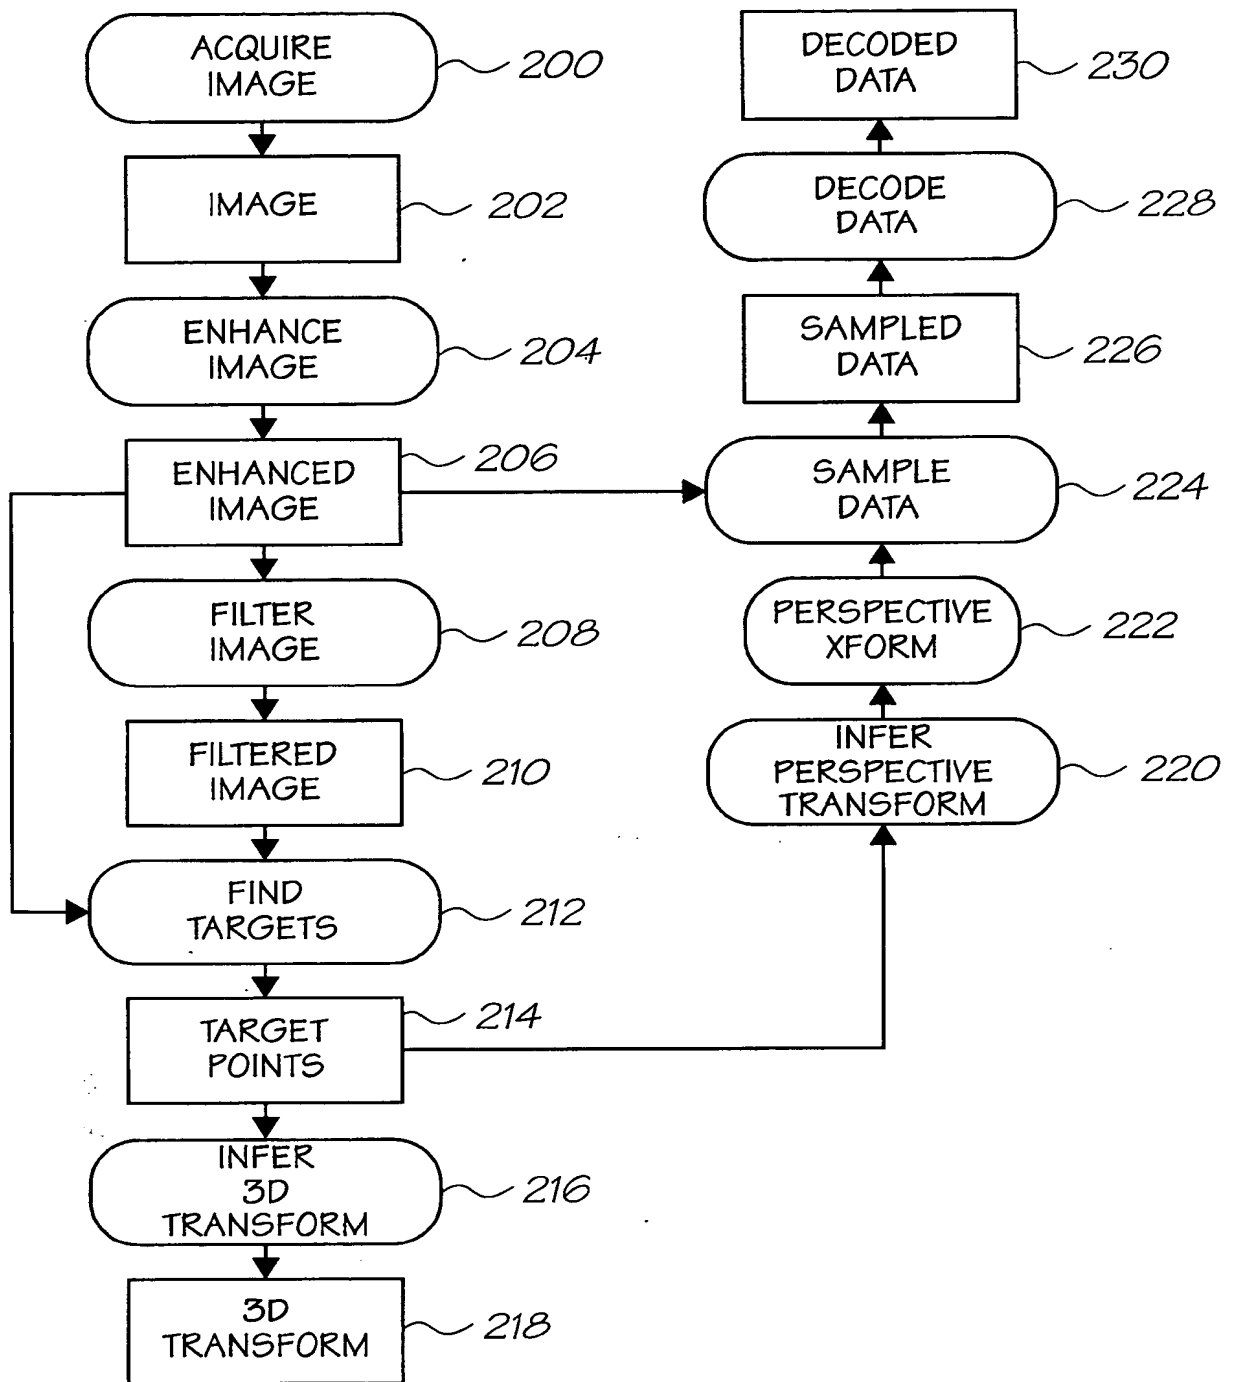 ACQUIRE
IMAGE
200
IMAGE
202
ENHANCE
IMAGE
204
ENHANCED
IMAGE
206
FILTER
IMAGE
208
FILTERED
IMAGE
210
FIND
TARGETS
212
TARGET
POINTS
214
INFER
3D
TRANSFORM
216
3D
TRANSFORM
218
DECODED
DATA
230
DECODE
DATA
228
SAMPLED
DATA
226
SAMPLE
DATA
224
PERSPECTIVE
XFORM
222
INFER
PERSPECTIVE
TRANSFORM
220